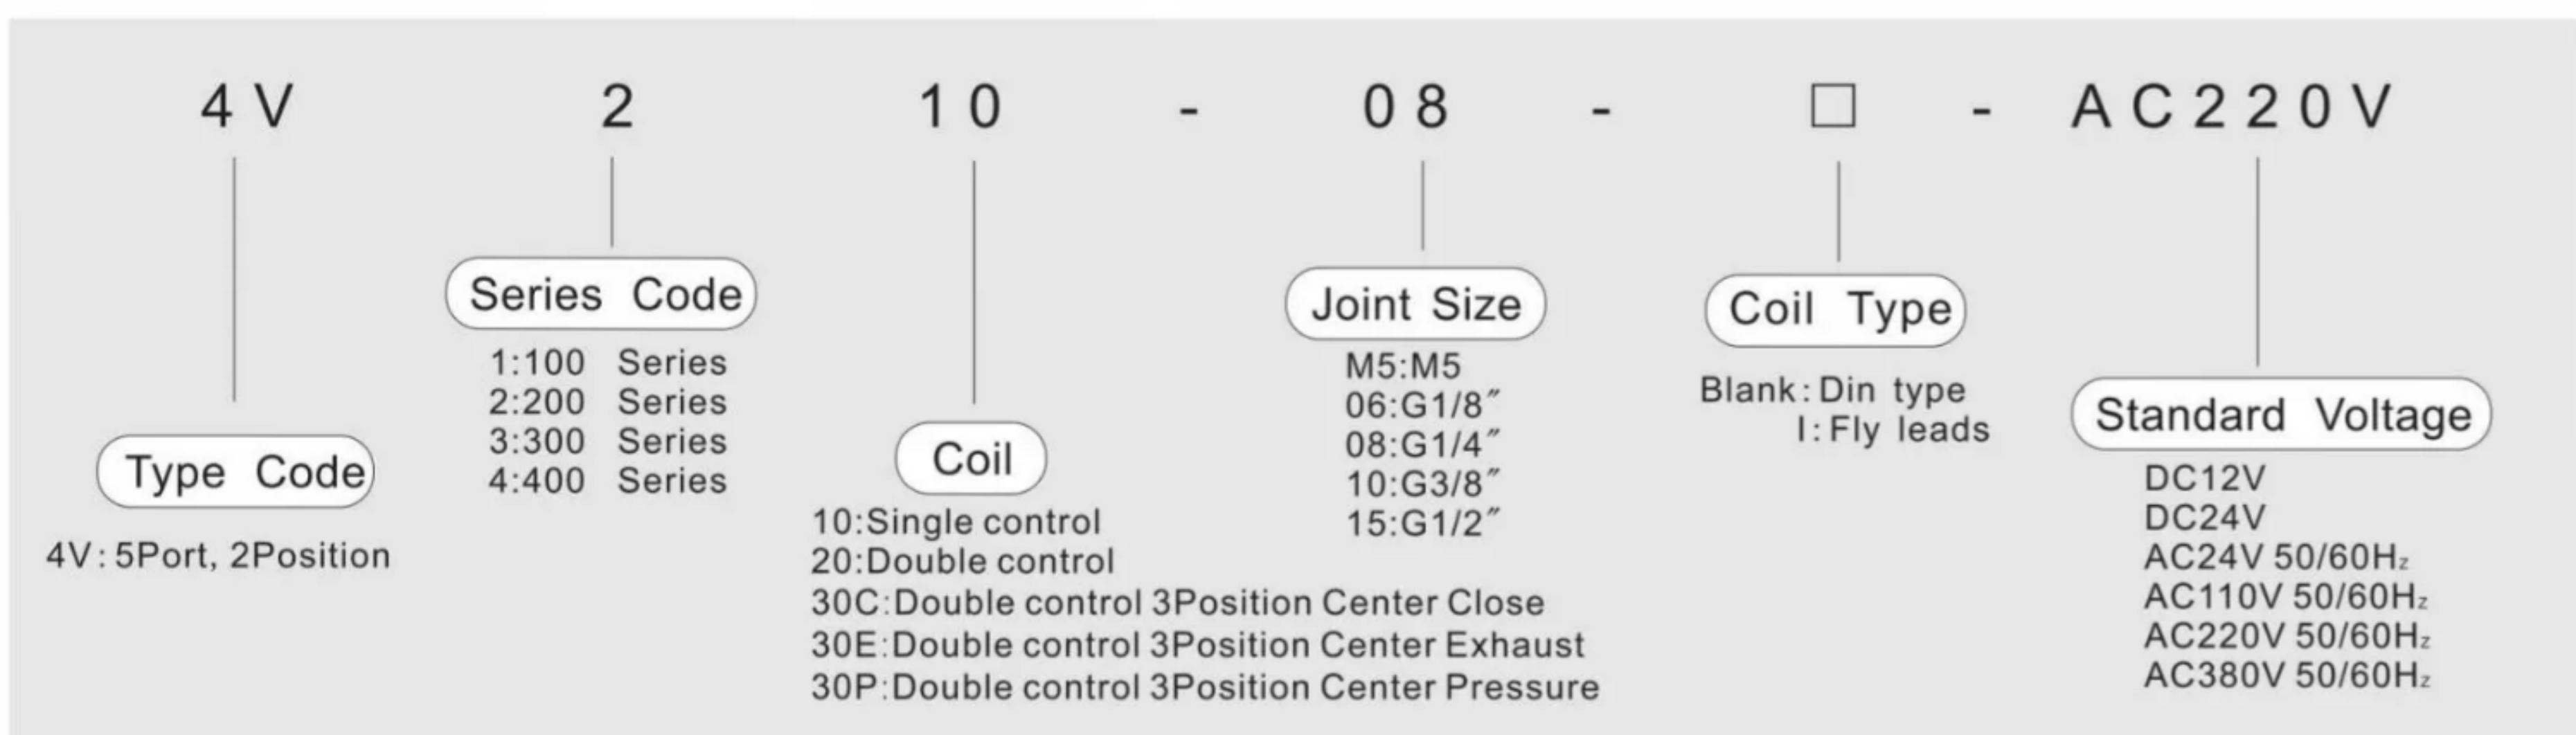 4V 2 10 - 08 - □ - AC220V
Type Code
4V: 5Port, 2Position
Series Code
1:100 Series
2:200 Series
3:300 Series
4:400 Series
Coil
10:Single control
20:Double control
30C:Double control 3Position Center Close
30E:Double control 3Position Center Exhaust
30P:Double control 3Position Center Pressure
Joint Size
M5:M5
06:G1/8″
08:G1/4″
10:G3/8″
15:G1/2″
Coil Type
Blank: Din type
I: Fly leads
Standard Voltage
DC12V
DC24V
AC24V 50/60Hz
AC110V 50/60Hz
AC220V 50/60Hz
AC380V 50/60Hz